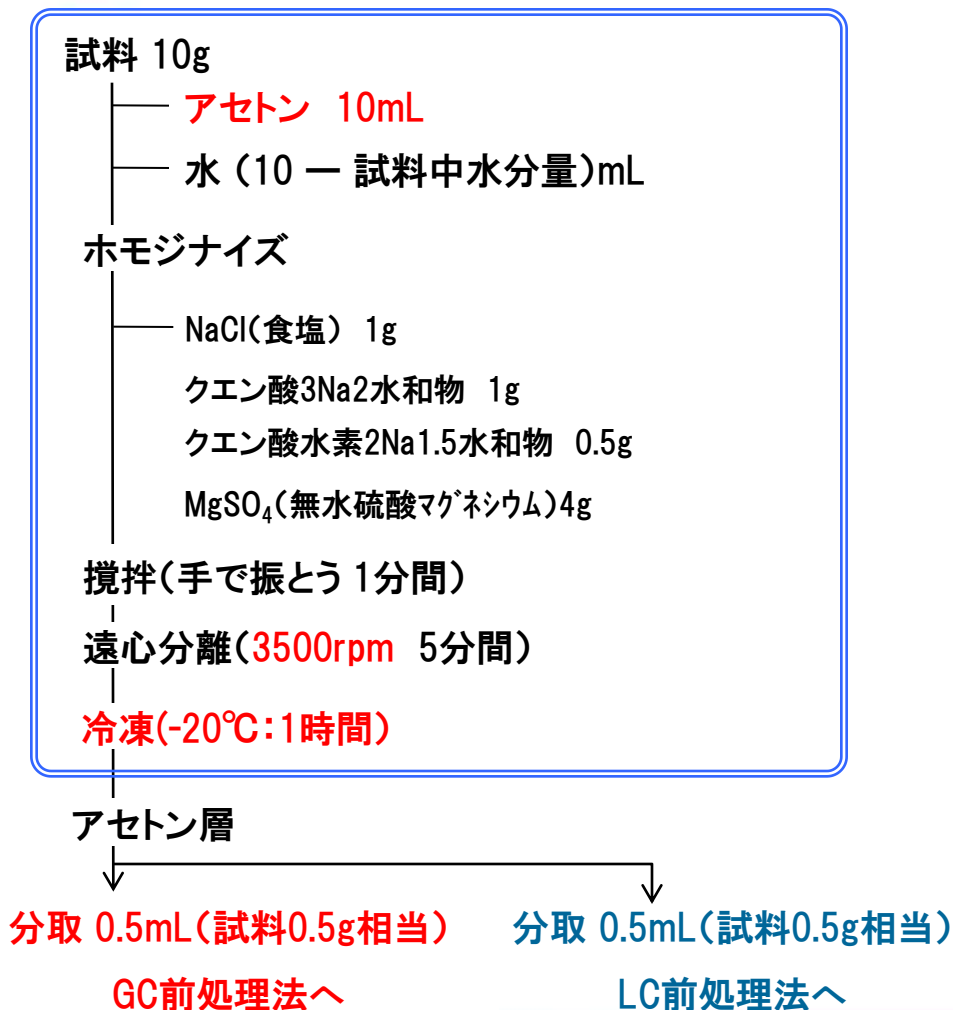 試料 10g
アセトン 10mL
水 (10 ー 試料中水分量)mL
ホモジナイズ
NaCl(食塩) 1g
クエン酸3Na2水和物 1g
クエン酸水素2Na1.5水和物 0.5g
MgSO₄(無水硫酸ﾏｸﾞﾈｼｳﾑ)4g
撹拌(手で振とう 1分間)
遠心分離(3500rpm 5分間)
冷凍(-20℃:1時間)
アセトン層
分取 0.5mL(試料0.5g相当) 分取 0.5mL(試料0.5g相当)
GC前処理法へ LC前処理法へ